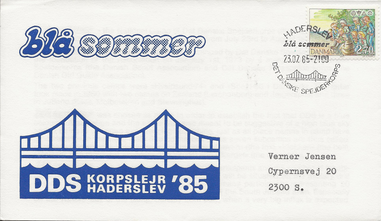 blå sommer
HADERSLEV
blå sommer
23.07.85-21.00
DET DANSKE SPEJDERKORPS
DANMARK
DDS KORPSLEJR '85
HADERSLEV
Verner Jensen
Cypernsvej 20
2300 S.